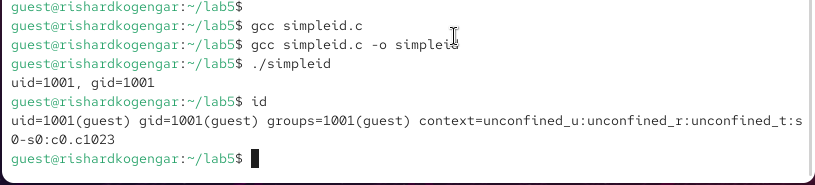 guest@rishardkogengar:~/lab5$
guest@rishardkogengar:~/lab5$ gcc simpleid.c
guest@rishardkogengar:~/lab5$ gcc simpleid.c -o simpleid
guest@rishardkogengar:~/lab5$ ./simpleid
uid=1001, gid=1001
guest@rishardkogengar:~/lab5$ id
uid=1001(guest) gid=1001(guest) groups=1001(guest) context=unconfined_u:unconfined_r:unconfined_t:s
0-s0:c0.c1023
guest@rishardkogengar:~/lab5$